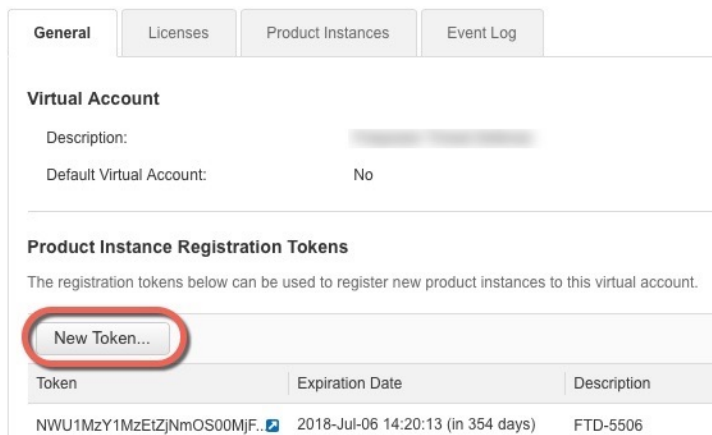 General Licenses Product Instances Event Log
Virtual Account
Description:
Default Virtual Account: No
Product Instance Registration Tokens
The registration tokens below can be used to register new product instances to this virtual account.
New Token...
Token Expiration Date Description
NWU1MzY1MzEtZjNmOS00MjF.. 2018-Jul-06 14:20:13 (in 354 days) FTD-5506